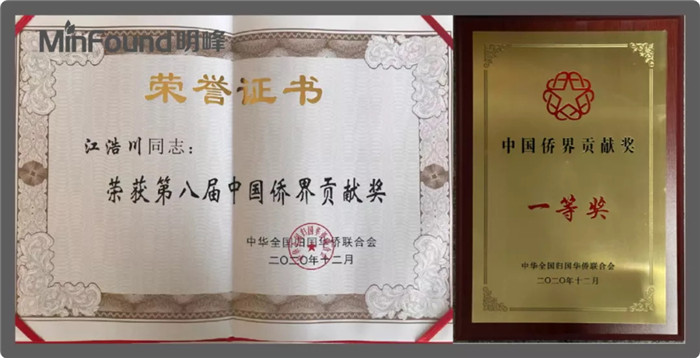 MinFound明峰
荣誉证书
江浩川同志：
荣获第八届中国侨界贡献奖
中华全国归国华侨联合会
二〇二〇年十二月
中国侨界贡献奖
一等奖
中华全国归国华侨联合会
二〇二〇年十二月